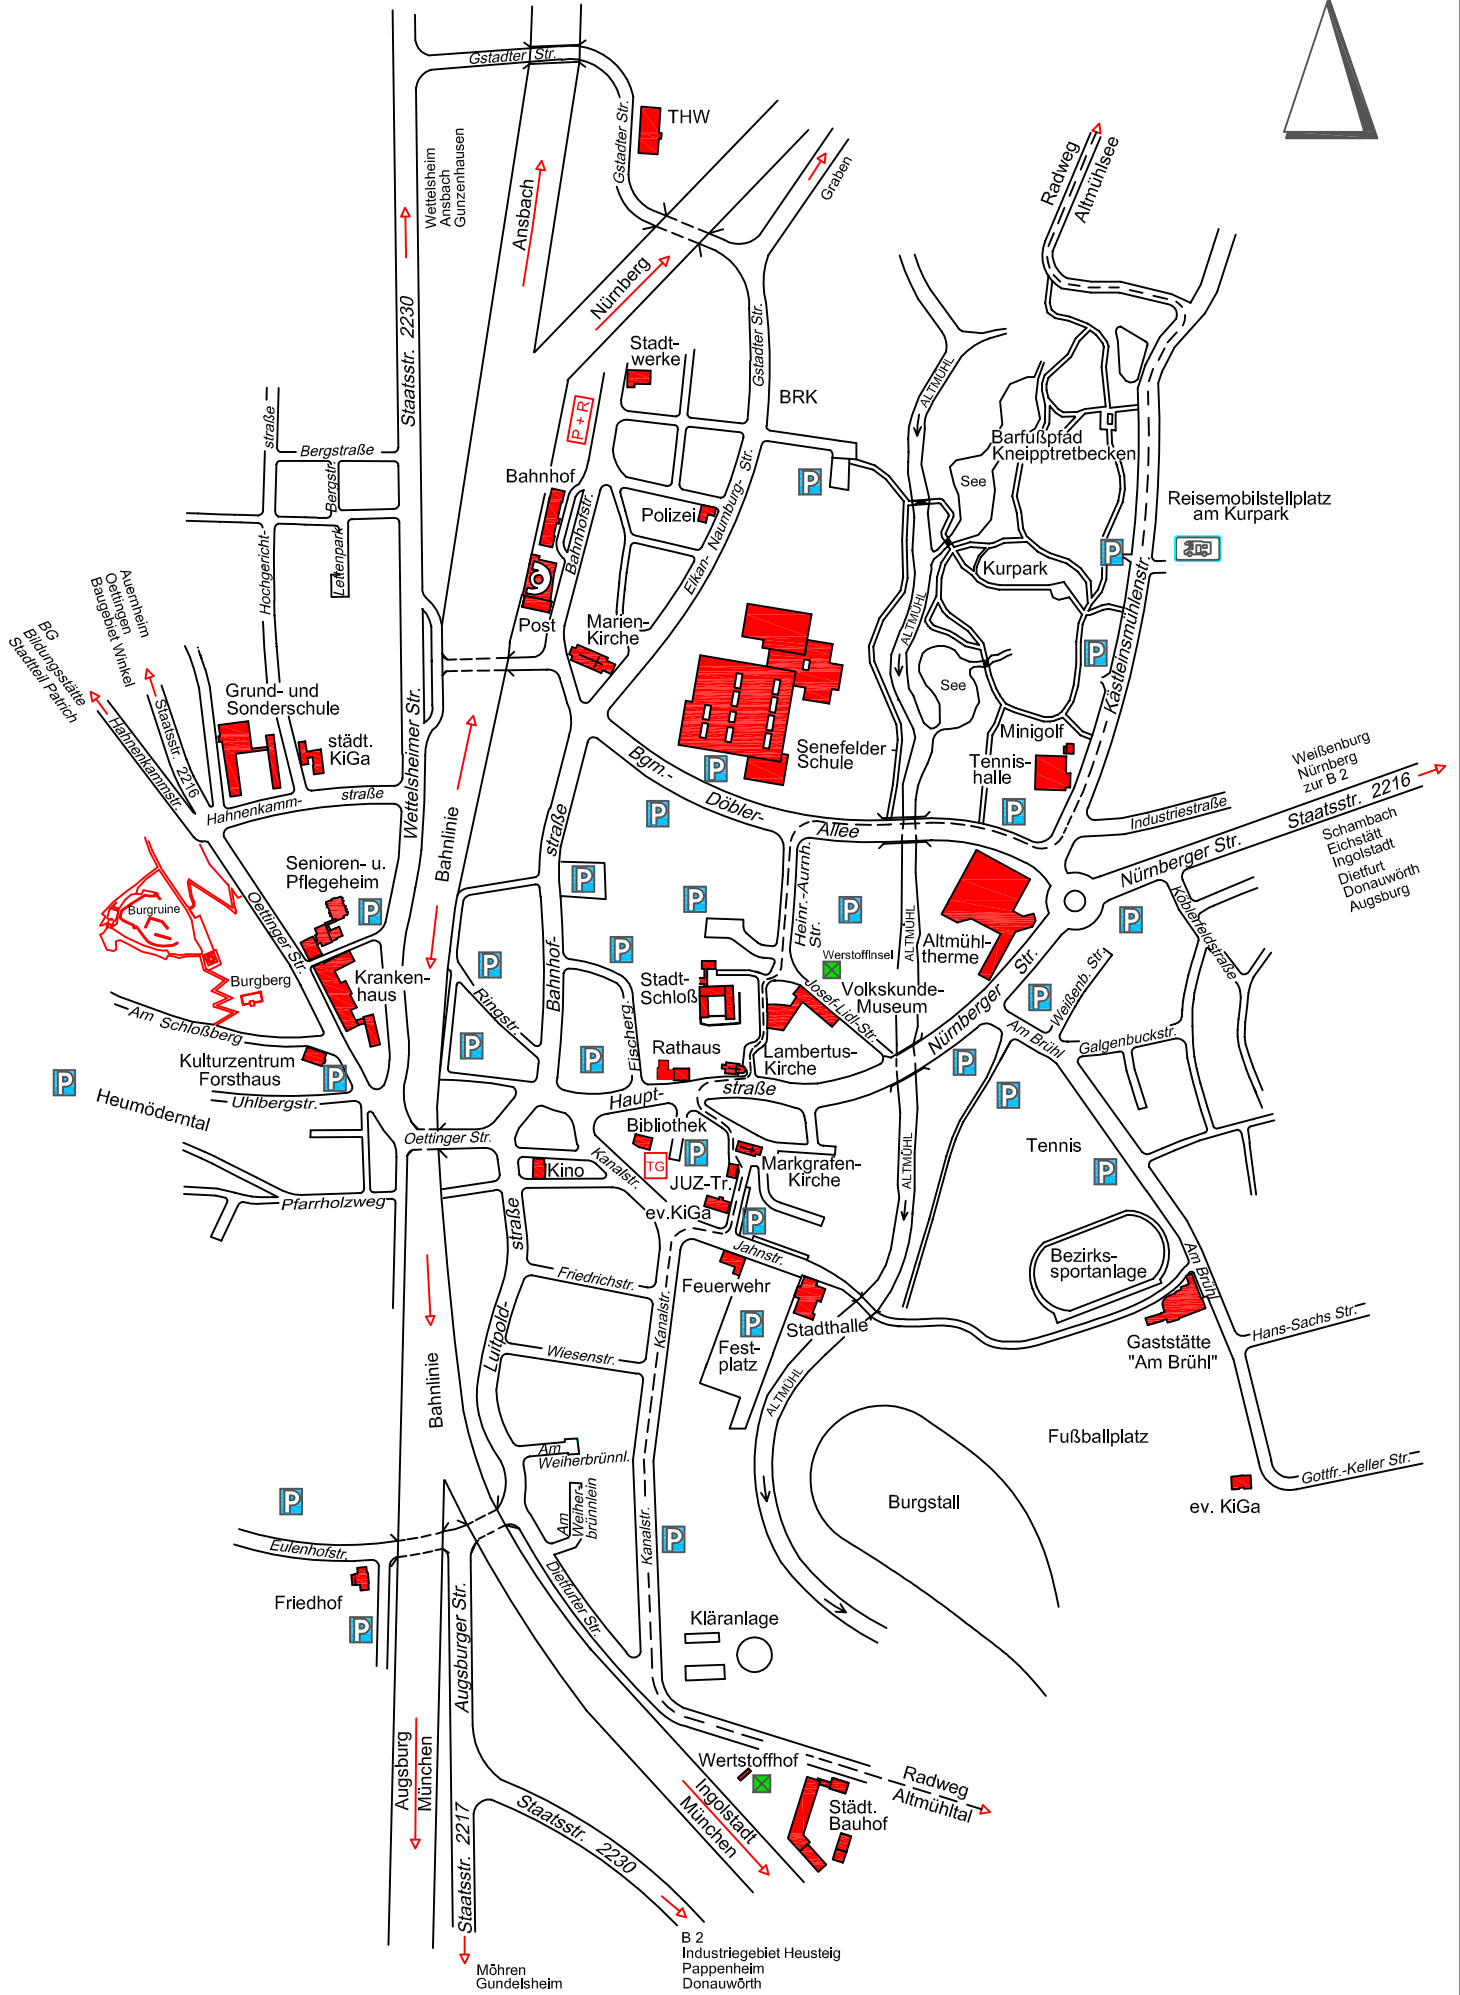 Gstadter Str.
Gstadter Str.
THW
Wettelsheim
Ansbach
Gunzenhausen
Ansbach
Graben
Radweg
Altmühlsee
Nürnberg
Staatsstr. 2230
Stadt-
werke
Gstadter Str.
ALTMÜHL
BRK
P + R
straße
Bergstraße
Bergstr.
Barfußpfad
Kneipptretbecken
See
Bahnhof
Bahnhofstr.
Polizei
Elkan- Naumburg- Str.
P
Reisemobilstellplatz
am Kurpark
P
Lettenpark
Hochgericht-
Kurpark
Post
Marien-
Kirche
ALTMÜHL
Kästleinsmühlenstr.
P
Auernheim
Oettingen
Baugebiet Winkel
BG
Bildungsstätte
Stadtteil Patrich
Hahnenkammstr.
Staatsstr. 2216
Grund- und
Sonderschule
städt.
KiGa
Wettelsheimer Str.
See
Minigolf
Tennis-
halle
Senefelder
Schule
P
P
P
Bgm.-
Döbler-
Allee
Weißenburg
Nürnberg
zur B 2
Staatsstr. 2216
Industriestraße
Nürnberger Str.
Schambach
Eichstätt
Ingolstadt
Dietfurt
Donauwörth
Augsburg
Hahnenkamm-
straße
Bahnlinie
straße
Senioren- u.
Pflegeheim
P
P
P
P
P
Heinr.-Aurnh.
Str.
Burgruine
Oettinger Str.
Burgberg
Am Schloßberg
Kranken-
haus
P
P
Ringstr.
Bahnhof-
P
Fischerg.
Stadt-
Schloß
WerstoffInsel
Josef-Lidl-Str.
Volkskunde-
Museum
ALTMÜHL
Altmühl-
therme
Nürnberger
Str.
P
P
Weißenb. Str.
Köblerfeldstraße
Am Brühl
Galgenbuckstr.
Kulturzentrum
Forsthaus
P
P
P
Rathaus
Lambertus-
Kirche
P
P
Heumöderntal
Uhlbergstr.
Haupt-
straße
Oettinger Str.
Bibliothek
P
TG
Kanalstr.
Kino
JUZ-Tr.
Markgrafen-
Kirche
ALTMÜHL
Tennis
P
Pfarrholzweg
ev.KiGa
P
straße
Jahnstr.
Bezirks-
sportanlage
Am Brühl
Friedrichstr.
Feuerwehr
Kanalstr.
Stadthalle
P
Fest-
platz
Gaststätte
"Am Brühl"
Hans-Sachs Str.
Luitpold-
Wiesenstr.
ALTMÜHL
Bahnlinie
Fußballplatz
Am
Weiherbrünnl.
Gottfr.-Keller Str.
ev. KiGa
Burgstall
P
Am
Weiher-
brünnlein
Kanalstr.
P
Eulenhofstr.
Friedhof
P
Dietfurter Str.
Kläranlage
Augsburger Str.
Augsburg
München
Wertstoffhof
Ingolstadt
München
Städt.
Bauhof
Radweg
Altmühltal
Staatsstr. 2217
Staatsstr. 2230
Möhren
Gundelsheim
B 2
Industriegebiet Heusteig
Pappenheim
Donauwörth